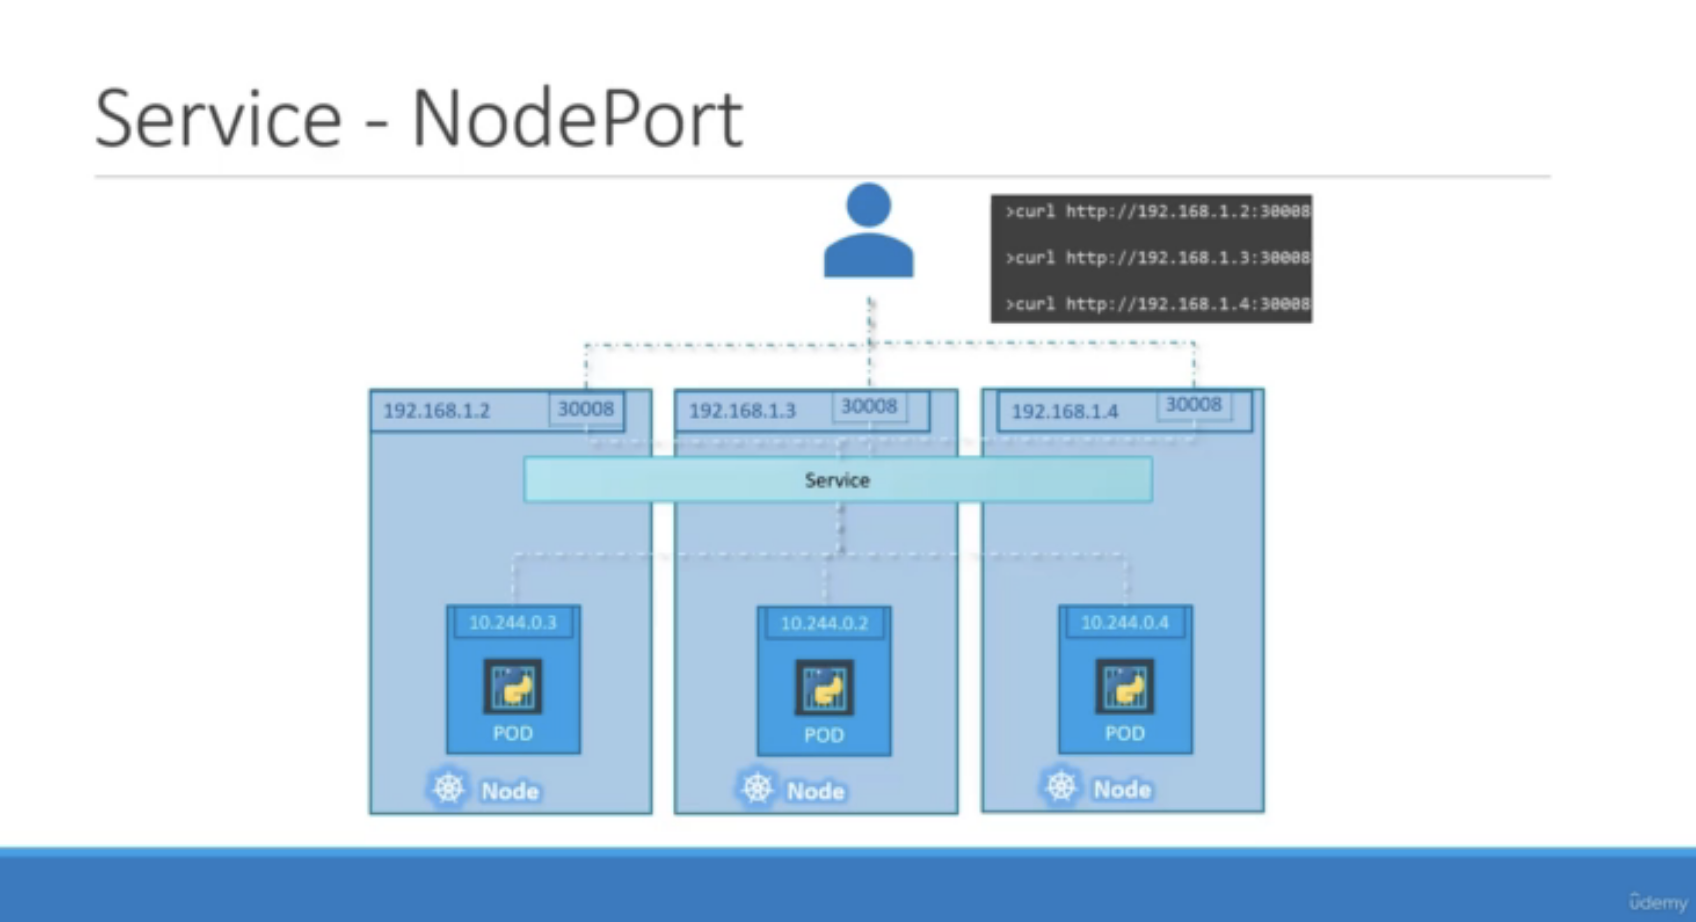 Service - NodePort
>curl http://192.168.1.2:30008
>curl http://192.168.1.3:30008
>curl http://192.168.1.4:30008
192.168.1.2
30008
192.168.1.3
30008
192.168.1.4
30008
Service
10.244.0.3
10.244.0.2
10.244.0.4
POD
POD
POD
Node
Node
Node
ûdemy